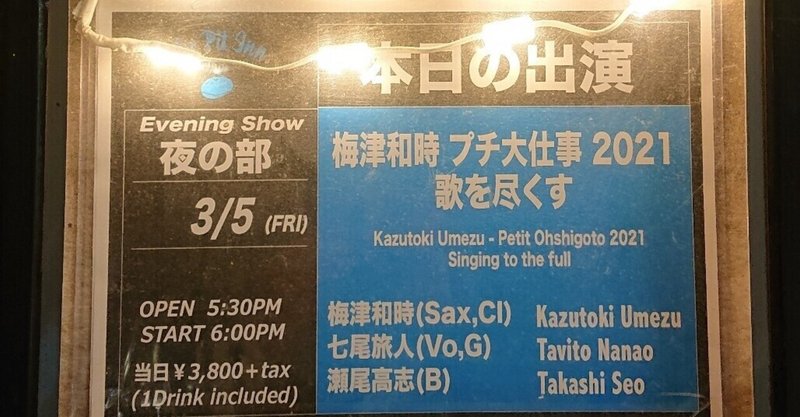 Pit Inn
本日の出演
Evening Show
夜の部
3/5 (FRI)
OPEN 5:30PM
START 6:00PM
当日¥3,800+tax
(1Drink included)
梅津和時 プチ大仕事 2021
歌を尽くす
Kazutoki Umezu - Petit Ohshigoto 2021
Singing to the full
梅津和時(Sax,Cl) Kazutoki Umezu
七尾旅人(Vo,G) Tavito Nanao
瀬尾高志(B) Takashi Seo